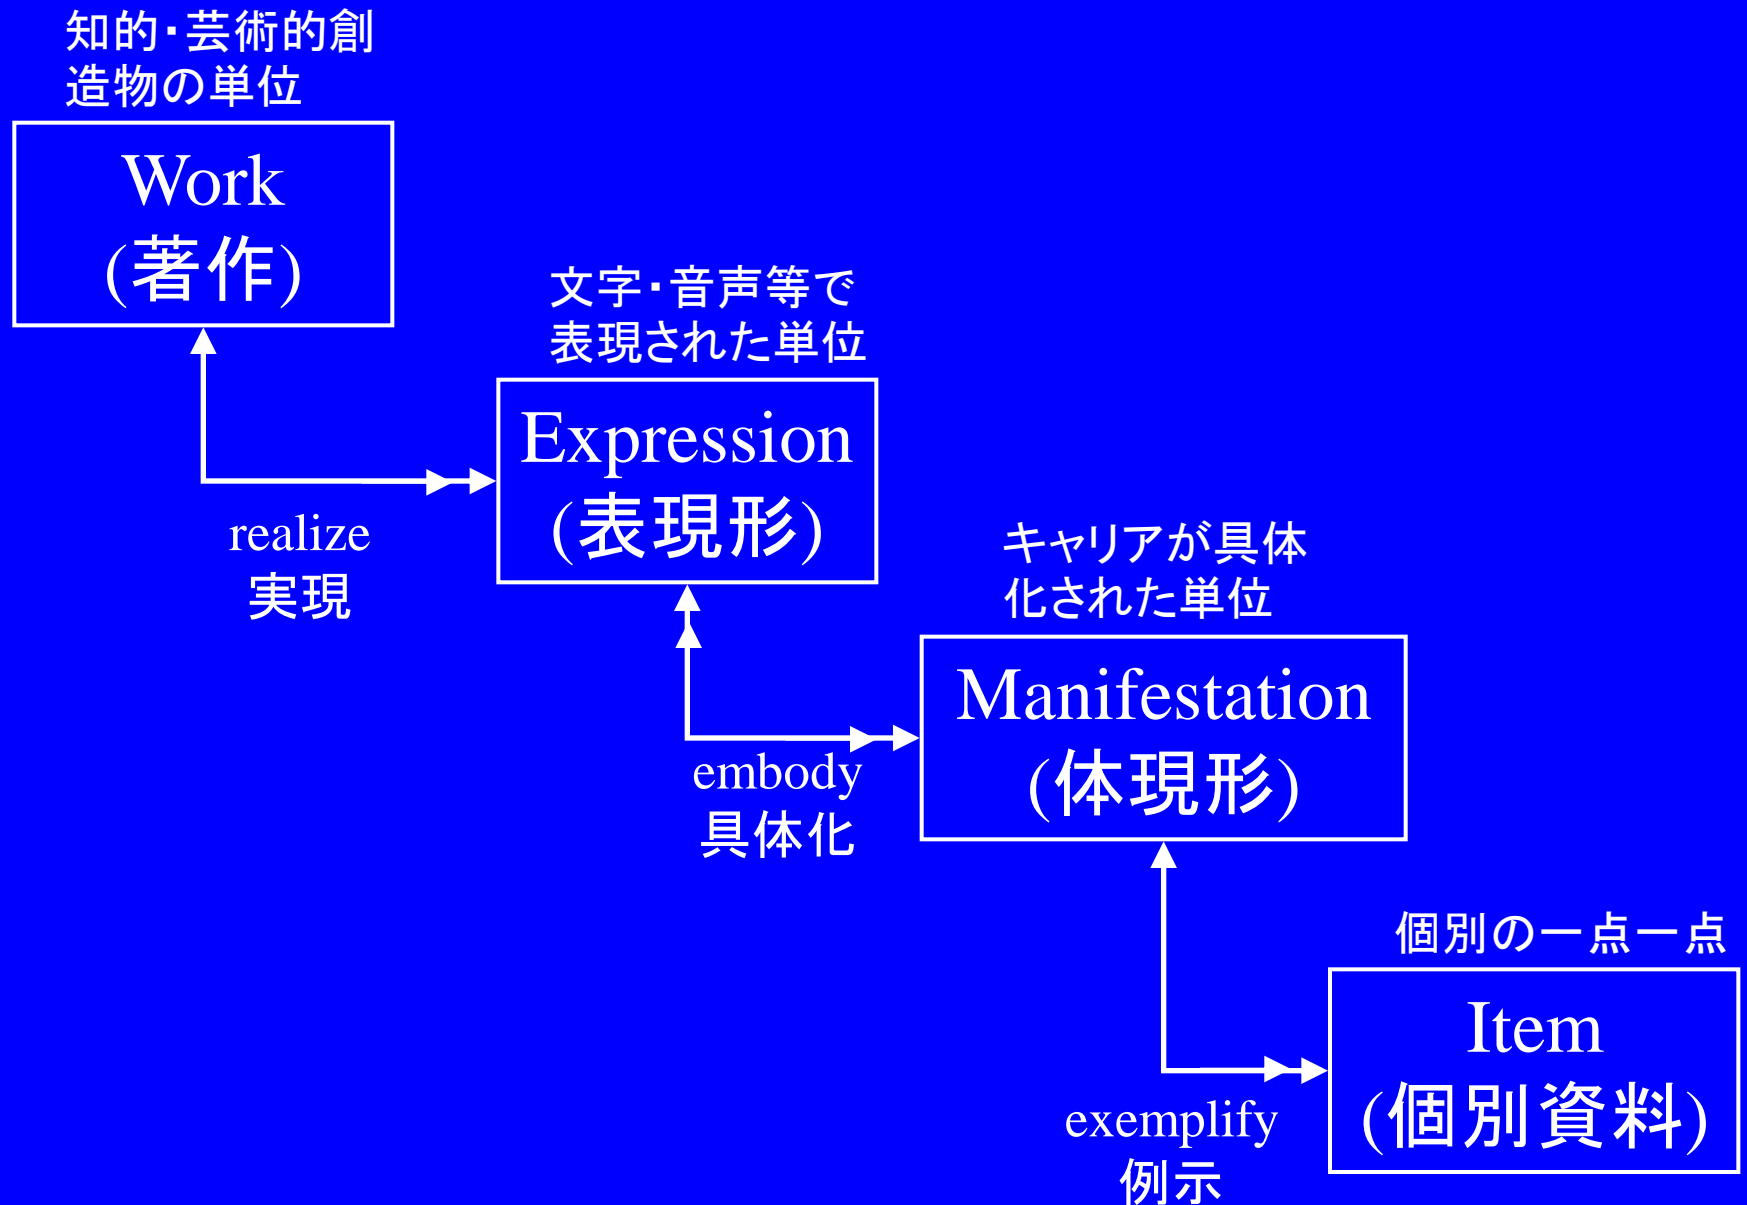 知的・芸術的創
造物の単位
Work
(著作)
文字・音声等で
表現された単位
Expression
(表現形)
realize
実現
キャリアが具体
化された単位
Manifestation
(体現形)
embody
具体化
個別の一点一点
Item
(個別資料)
exemplify
例示